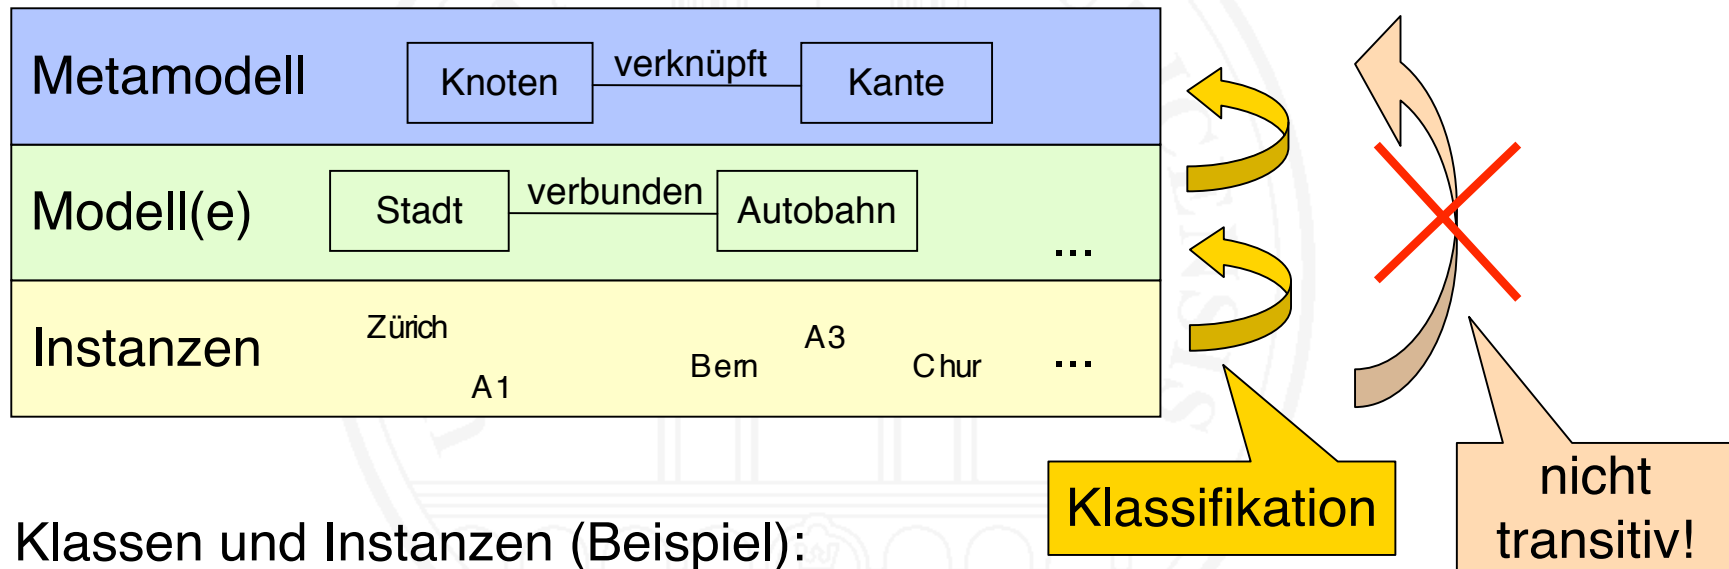 Metamodell
Knoten
verknüpft
Kante
Modell(e)
Stadt
verbunden
Autobahn
...
Instanzen
Zürich
A1
Bern
A3
Chur
...
Klassifikation
nicht
transitiv!
Klassen und Instanzen (Beispiel):